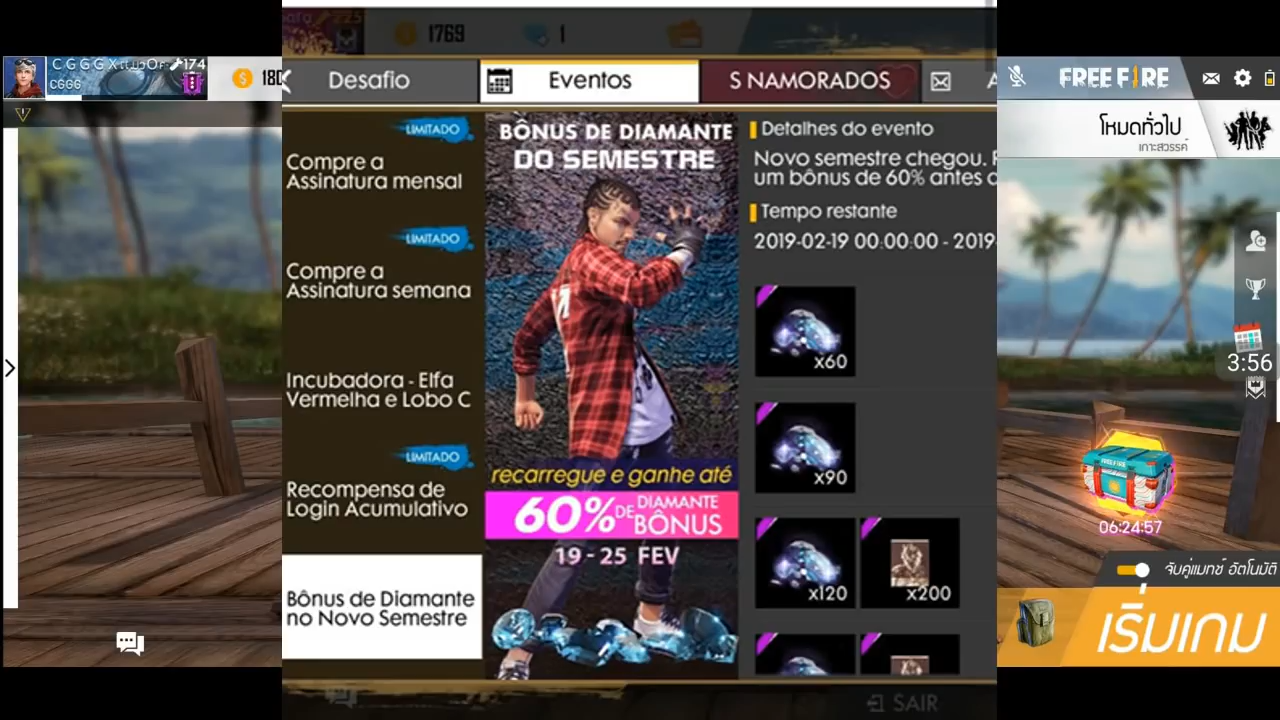 174
CGGG
180
1769
1
Desafio
Eventos
S NAMORADOS
A
LIMITADO
Compre a
Assinatura mensal
LIMITADO
Compre a
Assinatura semana
Incubadora - Elfa
Vermelha e Lobo C
LIMITADO
Recompensa de
Login Acumulativo
Bônus de Diamante
no Novo Semestre
BÔNUS DE DIAMANTE
DO SEMESTRE
recarregue e ganhe até
60% DE DIAMANTE
BÔNUS
19 - 25 FEV
Detalhes do evento
Novo semestre chegou.
um bônus de 60% antes
Tempo restante
2019-02-19 00:00:00 - 2019-
x60
x90
x120
x200
SAIR
FREE FIRE
โหมดทั่วไป
เกาะสวรรค์
3:56
FREE FIRE
06:24:57
จับคู่แมทช์ อัตโนมัติ
เริ่มเกม